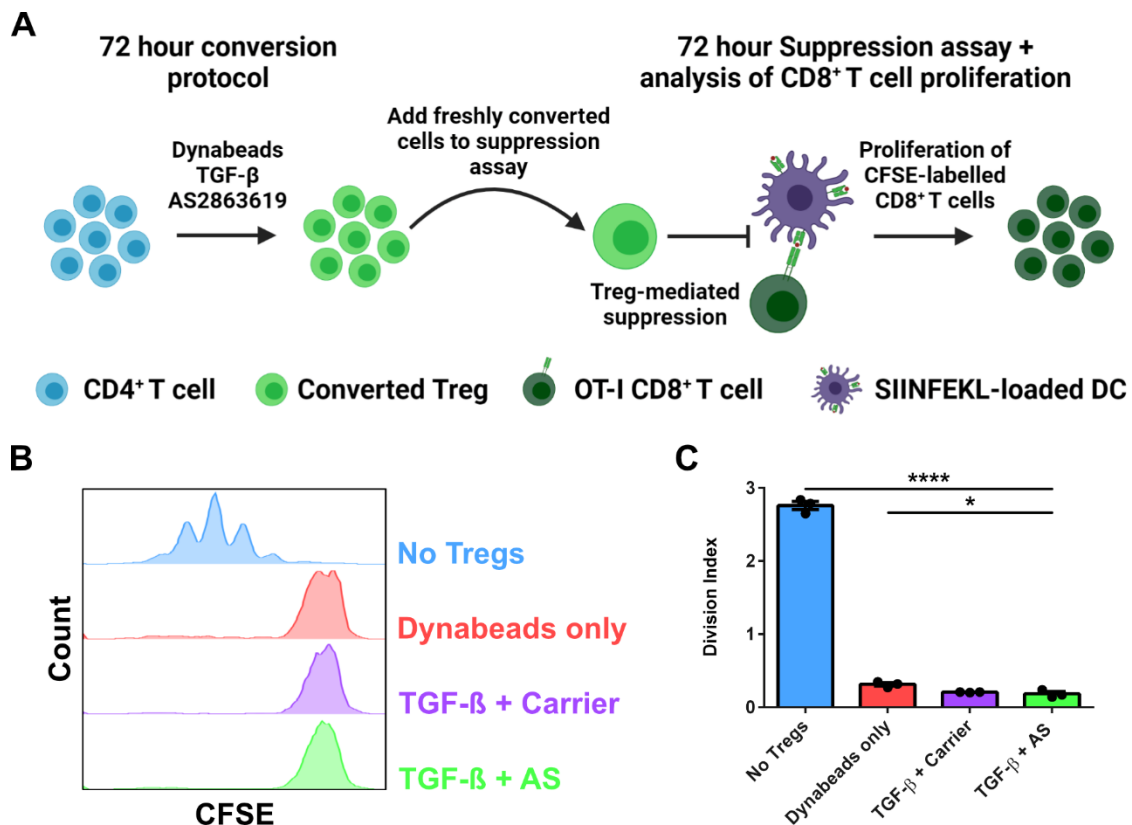 A
72 hour conversion
protocol
72 hour Suppression assay +
analysis of CD8⁺ T cell proliferation
Add freshly converted
cells to suppression
assay
Dynabeads
TGF-β
AS2863619
Proliferation of
CFSE-labelled
CD8⁺ T cells
Treg-mediated
suppression
CD4⁺ T cell
Converted Treg
OT-I CD8⁺ T cell
SIINFEKL-loaded DC
B
Count
No Tregs
Dynabeads only
TGF-ß + Carrier
TGF-ß + AS
CFSE
C
****
*
Division Index
3
2
1
0
No Tregs
Dynabeads only
TGF-β + Carrier
TGF-β + AS